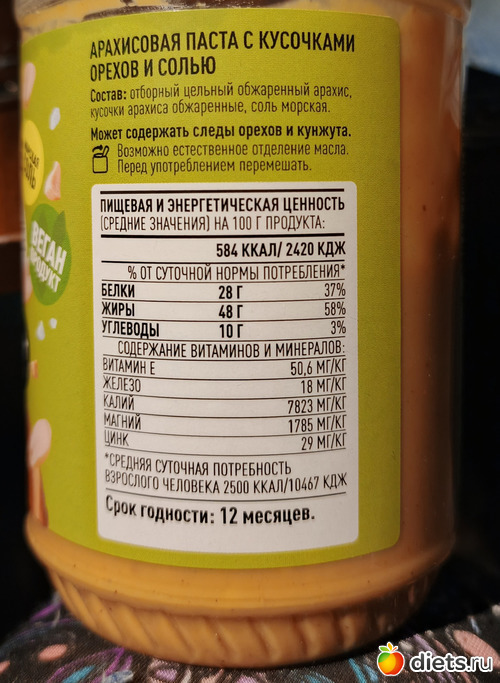 АРАХИСОВАЯ ПАСТА С КУСОЧКАМИ
ОРЕХОВ И СОЛЬЮ
Состав: отборный цельный обжаренный арахис,
кусочки арахиса обжаренные, соль морская.
Может содержать следы орехов и кунжута.
Возможно естественное отделение масла.
Перед употреблением перемешать.
ВЕГАН
ПРОДУКТ
ПИЩЕВАЯ И ЭНЕРГЕТИЧЕСКАЯ ЦЕННОСТЬ
(СРЕДНИЕ ЗНАЧЕНИЯ) НА 100 Г ПРОДУКТА:
584 ККАЛ/ 2420 КДЖ
% ОТ СУТОЧНОЙ НОРМЫ ПОТРЕБЛЕНИЯ*
БЕЛКИ 28 Г 37%
ЖИРЫ 48 Г 58%
УГЛЕВОДЫ 10 Г 3%
СОДЕРЖАНИЕ ВИТАМИНОВ И МИНЕРАЛОВ:
ВИТАМИН Е 50,6 МГ/КГ
ЖЕЛЕЗО 18 МГ/КГ
КАЛИЙ 7823 МГ/КГ
МАГНИЙ 1785 МГ/КГ
ЦИНК 29 МГ/КГ
*СРЕДНЯЯ СУТОЧНАЯ ПОТРЕБНОСТЬ
ВЗРОСЛОГО ЧЕЛОВЕКА 2500 ККАЛ/10467 КДЖ
Срок годности: 12 месяцев.
diets.ru